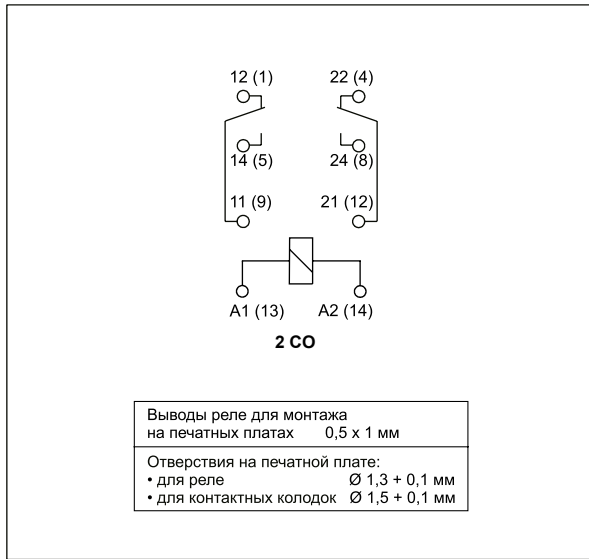 12 (1) 22 (4)
14 (5) 24 (8)
11 (9) 21 (12)
A1 (13) A2 (14)
2 CO
Выводы реле для монтажа
на печатных платах 0,5 x 1 мм
Отверстия на печатной плате:
• для реле Ø 1,3 + 0,1 мм
• для контактных колодок Ø 1,5 + 0,1 мм